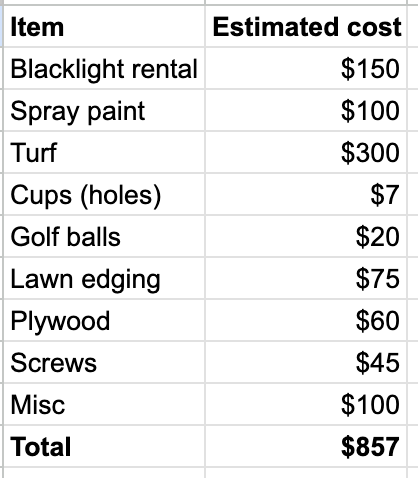 Item Estimated cost
Blacklight rental $150
Spray paint $100
Turf $300
Cups (holes) $7
Golf balls $20
Lawn edging $75
Plywood $60
Screws $45
Misc $100
Total $857